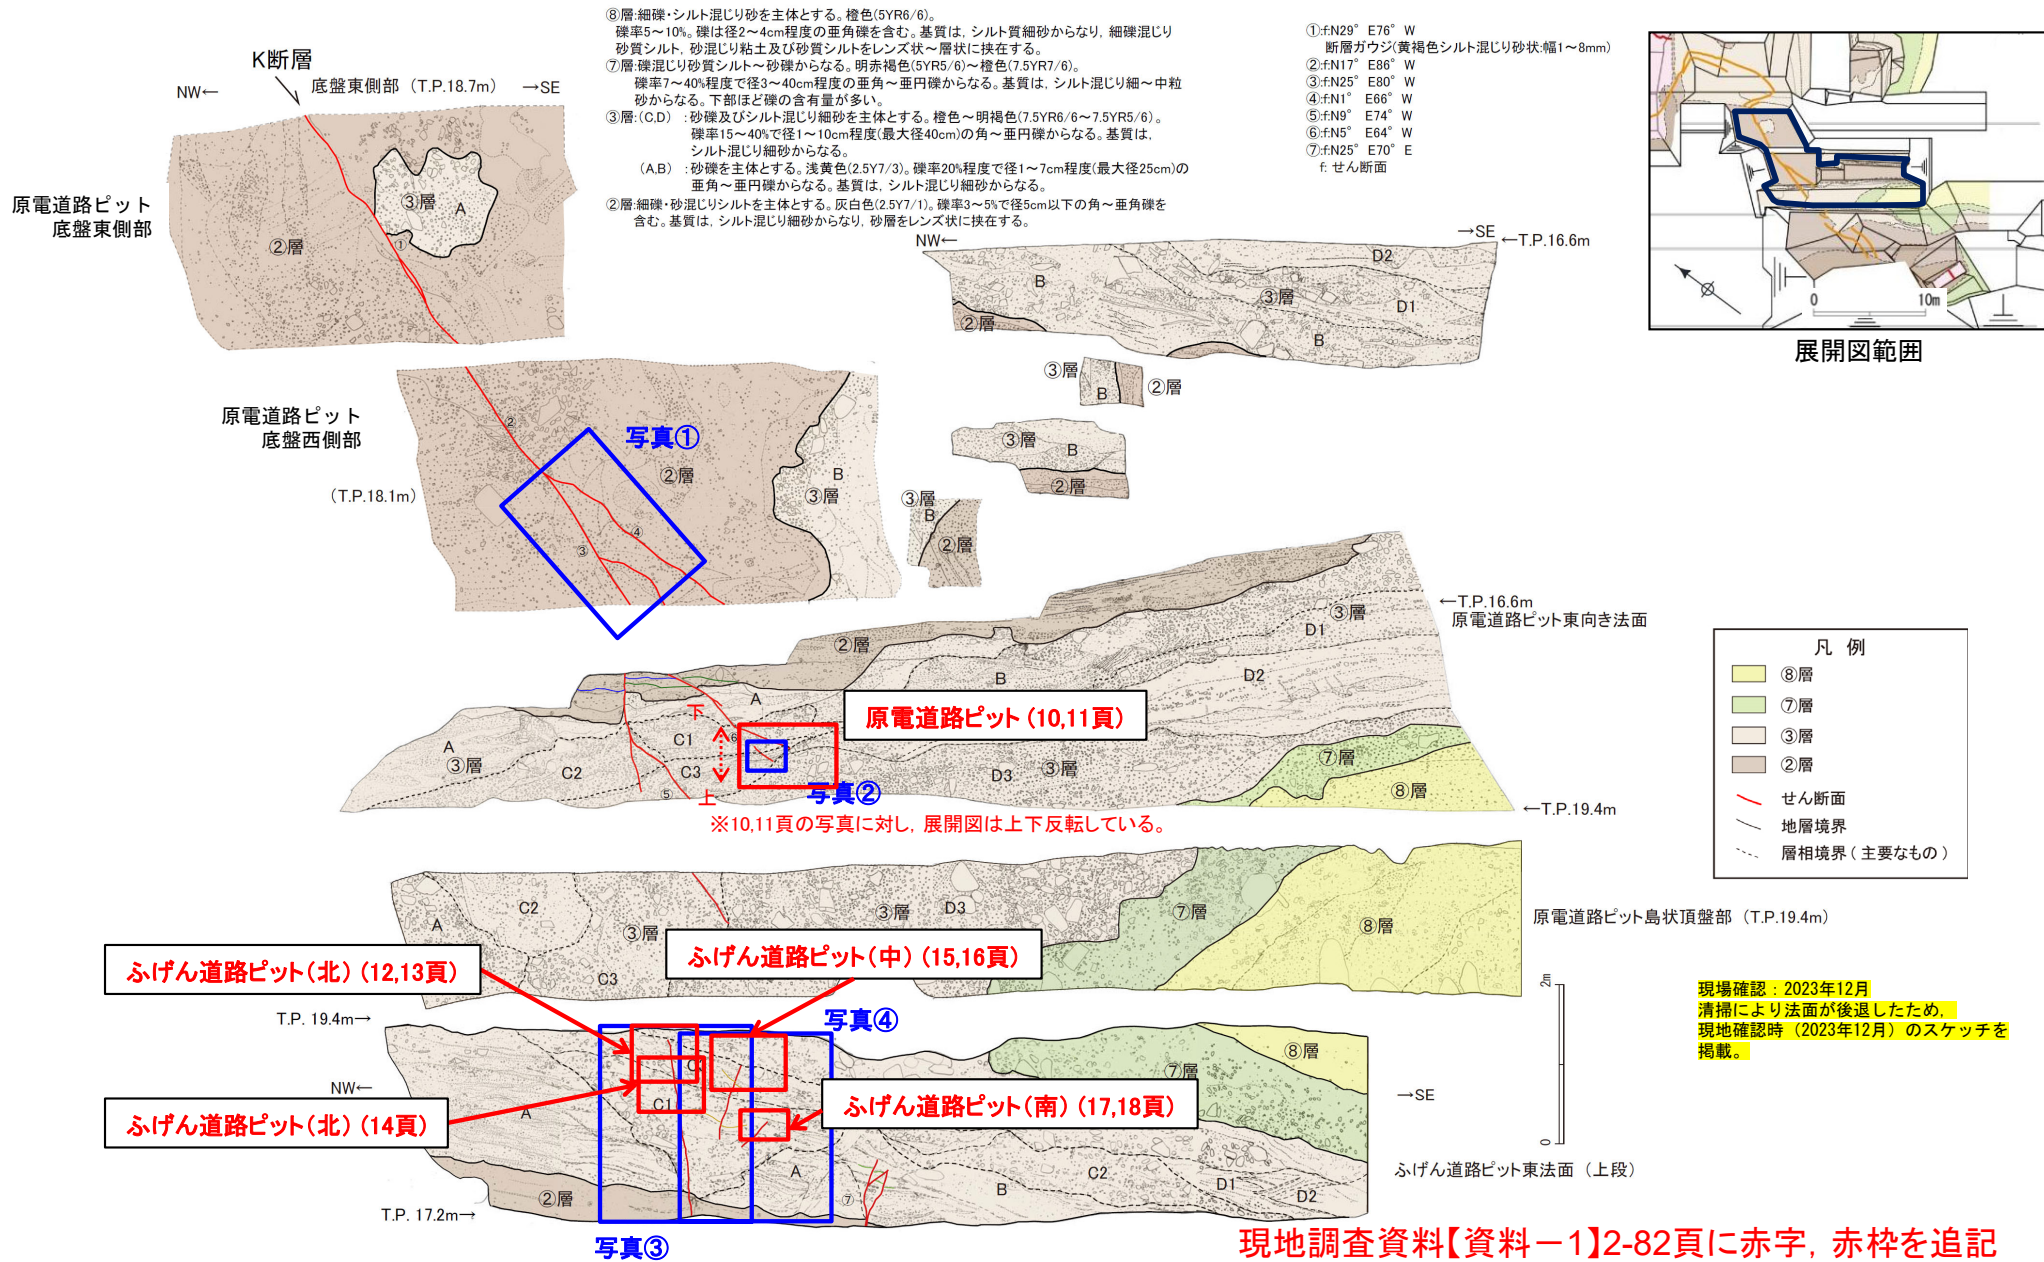 ⑧層:細礫・シルト混じり砂を主体とする。橙色(5YR6/6)。
礫率5～10%。礫は径2～4cm程度の亜角礫を含む。基質は，シルト質細砂からなり，細礫混じり
砂質シルト，砂混じり粘土及び砂質シルトをレンズ状～層状に挟在する。
⑦層:礫混じり砂質シルト～砂礫からなる。明赤褐色(5YR5/6)～橙色(7.5YR7/6)。
礫率7～40%程度で径3～40cm程度の亜角～亜円礫からなる。基質は，シルト混じり細～中粒
砂からなる。下部ほど礫の含有量が多い。
③層:(C,D)　:砂礫及びシルト混じり細砂を主体とする。橙色～明褐色(7.5YR6/6～7.5YR5/6)。
礫率15～40%で径1～10cm程度(最大径40cm)の角～亜円礫からなる。基質は，
シルト混じり細砂からなる。
(A,B)　:砂礫を主体とする。浅黄色(2.5Y7/3)。礫率20%程度で径1～7cm程度(最大径25cm)の
亜角～亜円礫からなる。基質は，シルト混じり細砂からなる。
②層:細礫・砂混じりシルトを主体とする。灰白色(2.5Y7/1)。礫率3～5%で径5cm以下の角～亜角礫を
含む。基質は，シルト混じり細砂からなり，砂層をレンズ状に挟在する。
①:f:N29°E76°W
断層ガウジ(黄褐色シルト混じり砂状:幅1～8mm)
②:f:N17°E86°W
③:f:N25°E80°W
④:f:N1°E66°W
⑤:f:N9°E74°W
⑥:f:N5°E64°W
⑦:f:N25°E70°E
f: せん断面
0 10m
展開図範囲
K断層
NW← 底盤東側部（T.P.18.7m） →SE
原電道路ピット
底盤東側部
③層 A
②層
①
NW← →SE
←T.P.16.6m
D2
B
③層
D1
②層
B
③層
B
②層
原電道路ピット
底盤西側部
(T.P.18.1m)
②
写真①
②層
B
③層
④
③
③層
B
②層
③層
B
②層
←T.P.16.6m
原電道路ピット東向き法面
③層
D1
②層
B
D2
A
下
原電道路ピット（10,11頁）
C1
⑥
A
③層
C2
C3
D3
③層
⑦層
⑧層
⑤
上
写真②
←T.P.19.4m
※10,11頁の写真に対し，展開図は上下反転している。
凡 例
⑧層
⑦層
③層
②層
せん断面
地層境界
層相境界（主要なもの）
C2
A
③層
C3
③層
D3
⑦層
⑧層
原電道路ピット島状頂盤部（T.P.19.4m）
ふげん道路ピット(北)（12,13頁）
ふげん道路ピット(中)（15,16頁）
T.P. 19.4m→
写真④
2m
0
現場確認：2023年12月
清掃により法面が後退したため，
現地確認時（2023年12月）のスケッチを
掲載。
NW←
A
C1
⑧層
⑦層
→SE
ふげん道路ピット(北)（14頁）
ふげん道路ピット(南)（17,18頁）
ふげん道路ピット東法面（上段）
A
②層
⑦
B
C2
D1
D2
T.P. 17.2m→
写真③
現地調査資料【資料－1】2-82頁に赤字，赤枠を追記